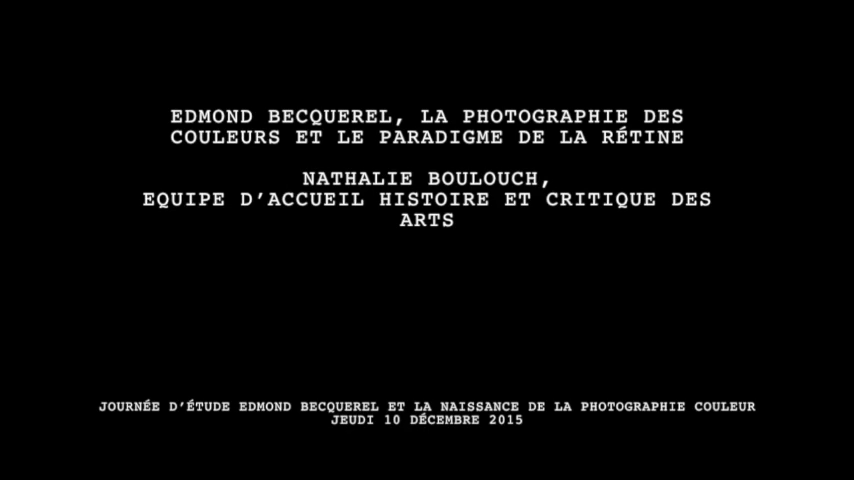 EDMOND BECQUEREL, LA PHOTOGRAPHIE DES
COULEURS ET LE PARADIGME DE LA RÉTINE
NATHALIE BOULOUCH,
EQUIPE D’ACCUEIL HISTOIRE ET CRITIQUE DES
ARTS
JOURNÉE D’ÉTUDE EDMOND BECQUEREL ET LA NAISSANCE DE LA PHOTOGRAPHIE COULEUR
JEUDI 10 DÉCEMBRE 2015